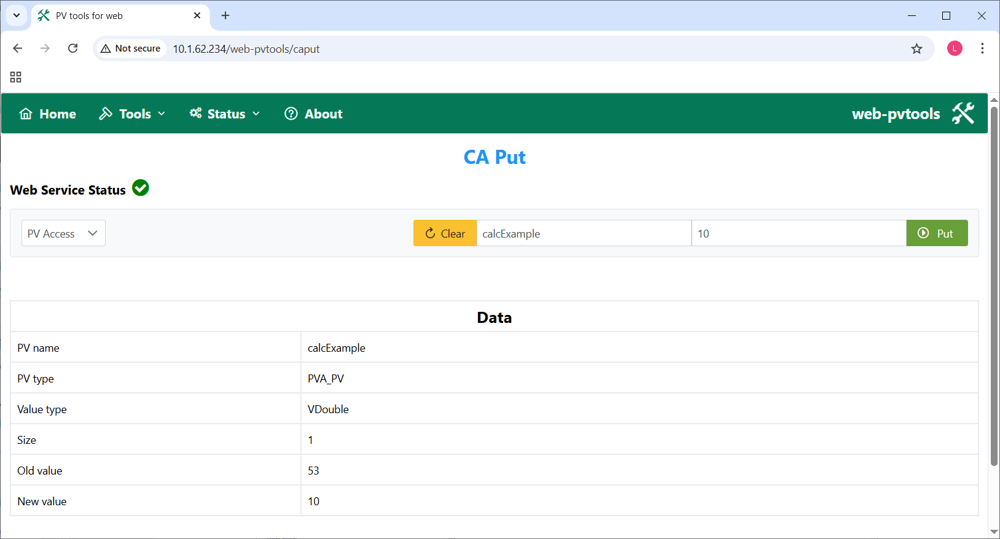 PV tools for web
Not secure 10.1.62.234/web-pvtools/caput
L
Home Tools Status About web-pvtools
CA Put
Web Service Status
PV Access Clear calcExample 10 Put
Data
PV name calcExample
PV type PVA_PV
Value type VDouble
Size 1
Old value 53
New value 10